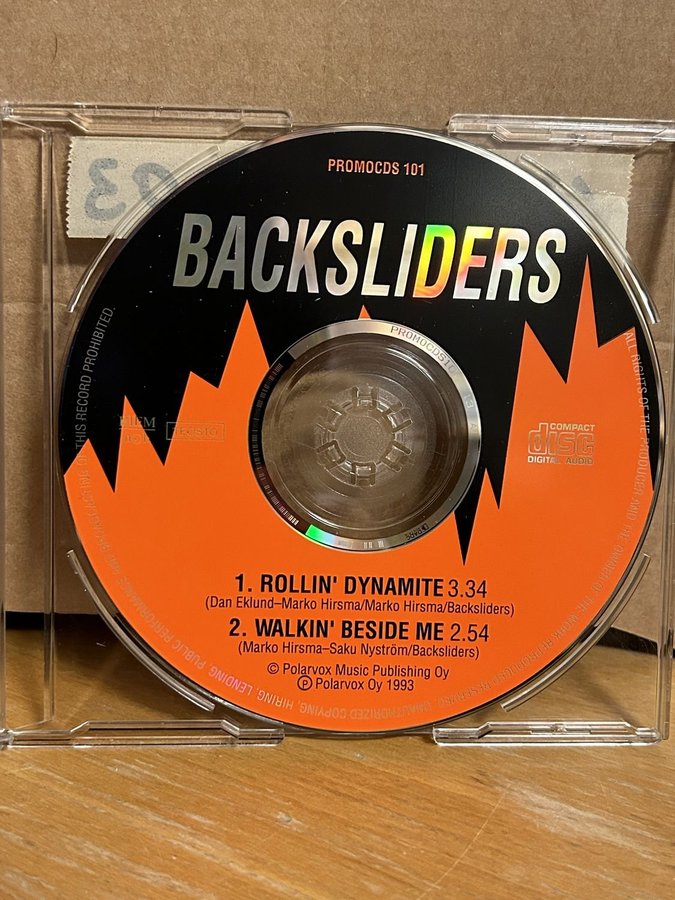 PROMOCDS 101
BACKSLIDERS
PROMOCDS10
COMPACT
disc
DIGITAL AUDIO
1. ROLLIN' DYNAMITE 3.34
(Dan Eklund–Marko Hirsma/Marko Hirsma/Backsliders)
2. WALKIN' BESIDE ME 2.54
(Marko Hirsma–Saku Nyström/Backsliders)
© Polarvox Music Publishing Oy
℗ Polarvox Oy 1993
ALL RIGHTS OF THE PRODUCER AND THE OWNER OF THE WORK REPRODUCED RESERVED. UNAUTHORIZED COPYING, HIRING, LENDING, PUBLIC PERFORMANCE AND BROADCASTING OF THIS RECORD PROHIBITED.